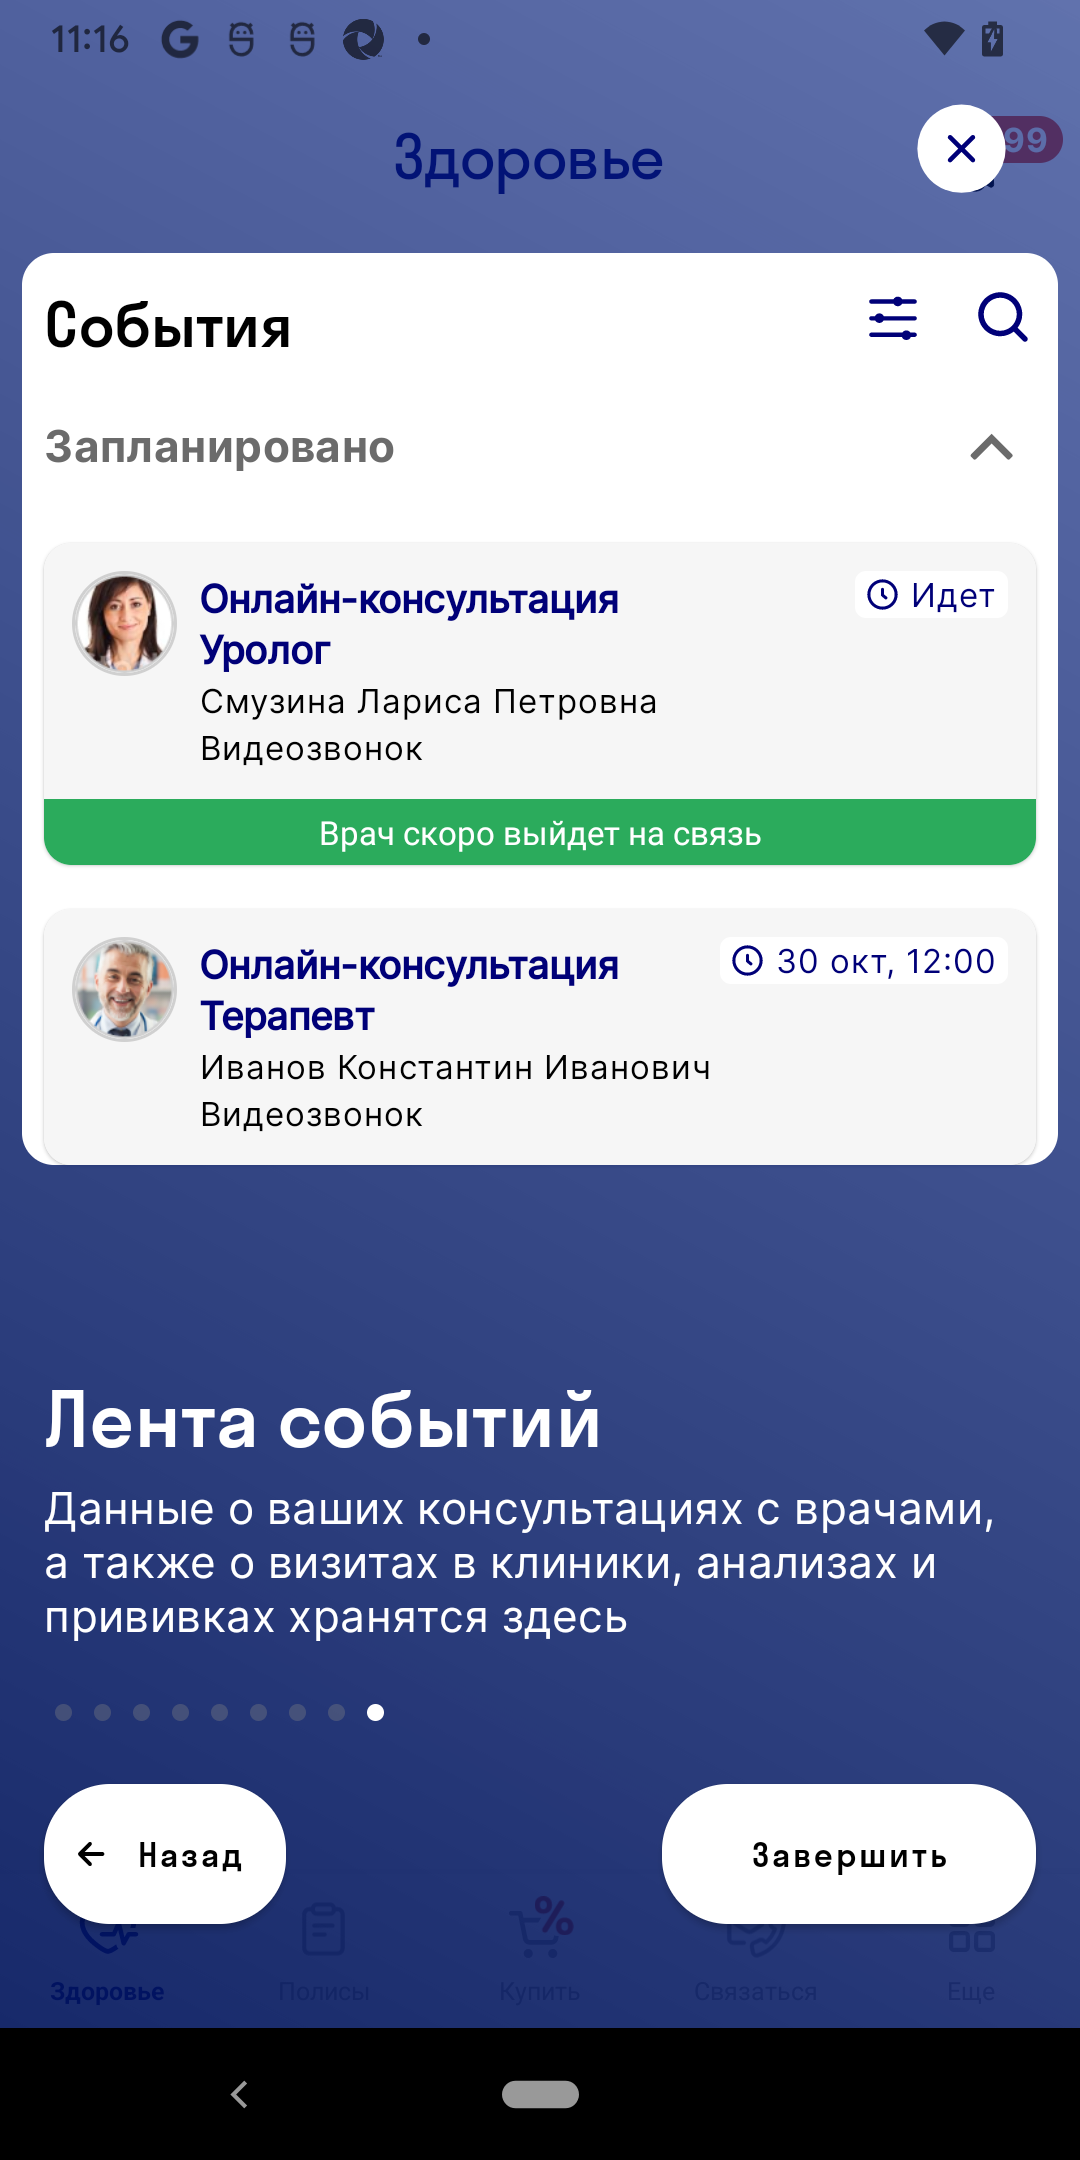 11:16
Здоровье
99
События
Запланировано
Онлайн-консультация
Идет
Уролог
Смузина Лариса Петровна
Видеозвонок
Врач скоро выйдет на связь
Онлайн-консультация
30 окт, 12:00
Терапевт
Иванов Константин Иванович
Видеозвонок
Лента событий
Данные о ваших консультациях с врачами,
а также о визитах в клиники, анализах и
прививках хранятся здесь
Назад
Завершить
Здоровье
Полисы
Купить
Связаться
Еще